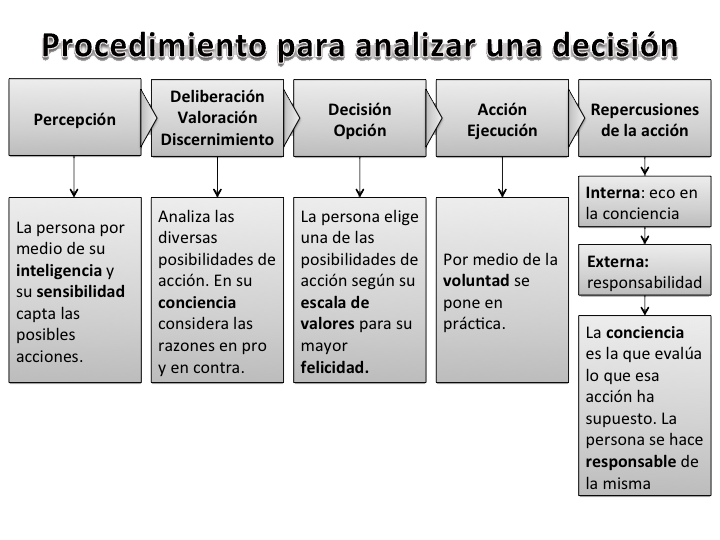 Procedimiento para analizar una decisión
Percepción
Deliberación
Valoración
Discernimiento
Decisión
Opción
Acción
Ejecución
Repercusiones
de la acción
La persona por
medio de su
inteligencia y
su sensibilidad
capta las
posibles
acciones.
Analiza las
diversas
posibilidades de
acción. En su
conciencia
considera las
razones en pro
y en contra.
La persona elige
una de las
posibilidades de
acción según su
escala de
valores para su
mayor
felicidad.
Por medio de la
voluntad se
pone en
práctica.
Interna: eco en
la conciencia
Externa:
responsabilidad
La conciencia
es la que evalúa
lo que esa
acción ha
supuesto. La
persona se hace
responsable de
la misma